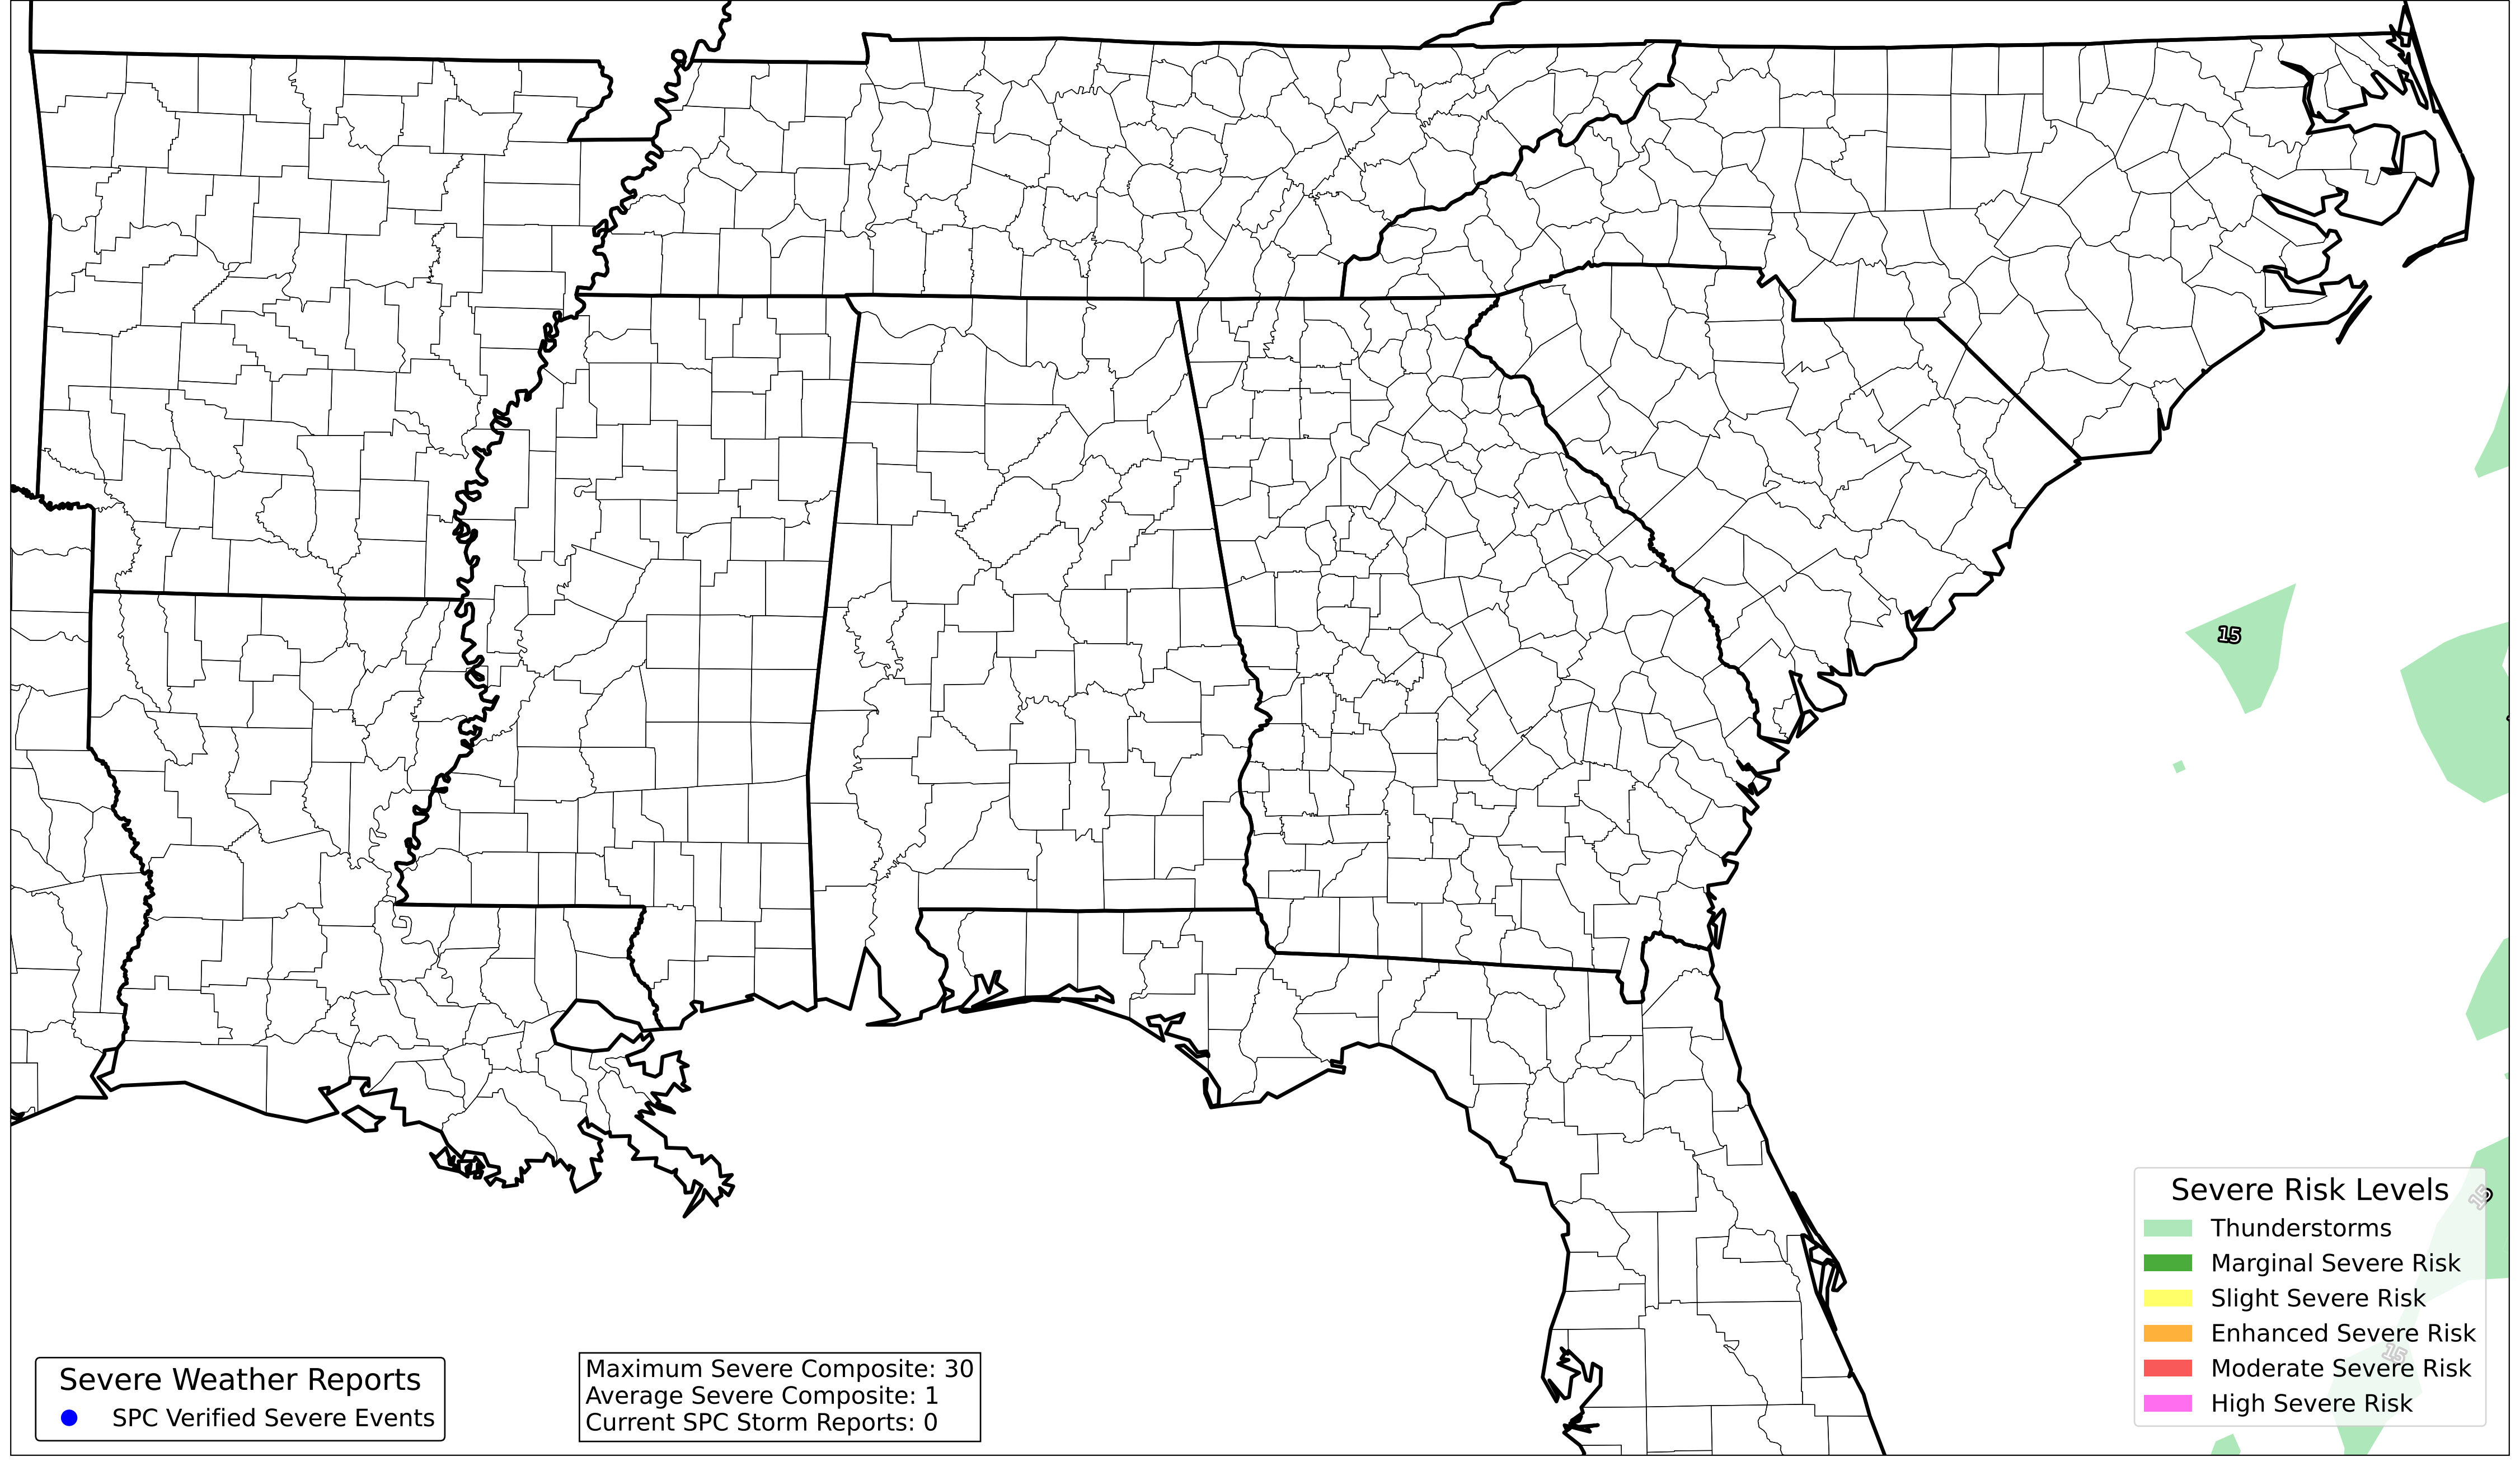 15
15
15
Severe Risk Levels
Thunderstorms
Marginal Severe Risk
Slight Severe Risk
Enhanced Severe Risk
Moderate Severe Risk
High Severe Risk
Severe Weather Reports
SPC Verified Severe Events
Maximum Severe Composite: 30
Average Severe Composite: 1
Current SPC Storm Reports: 0